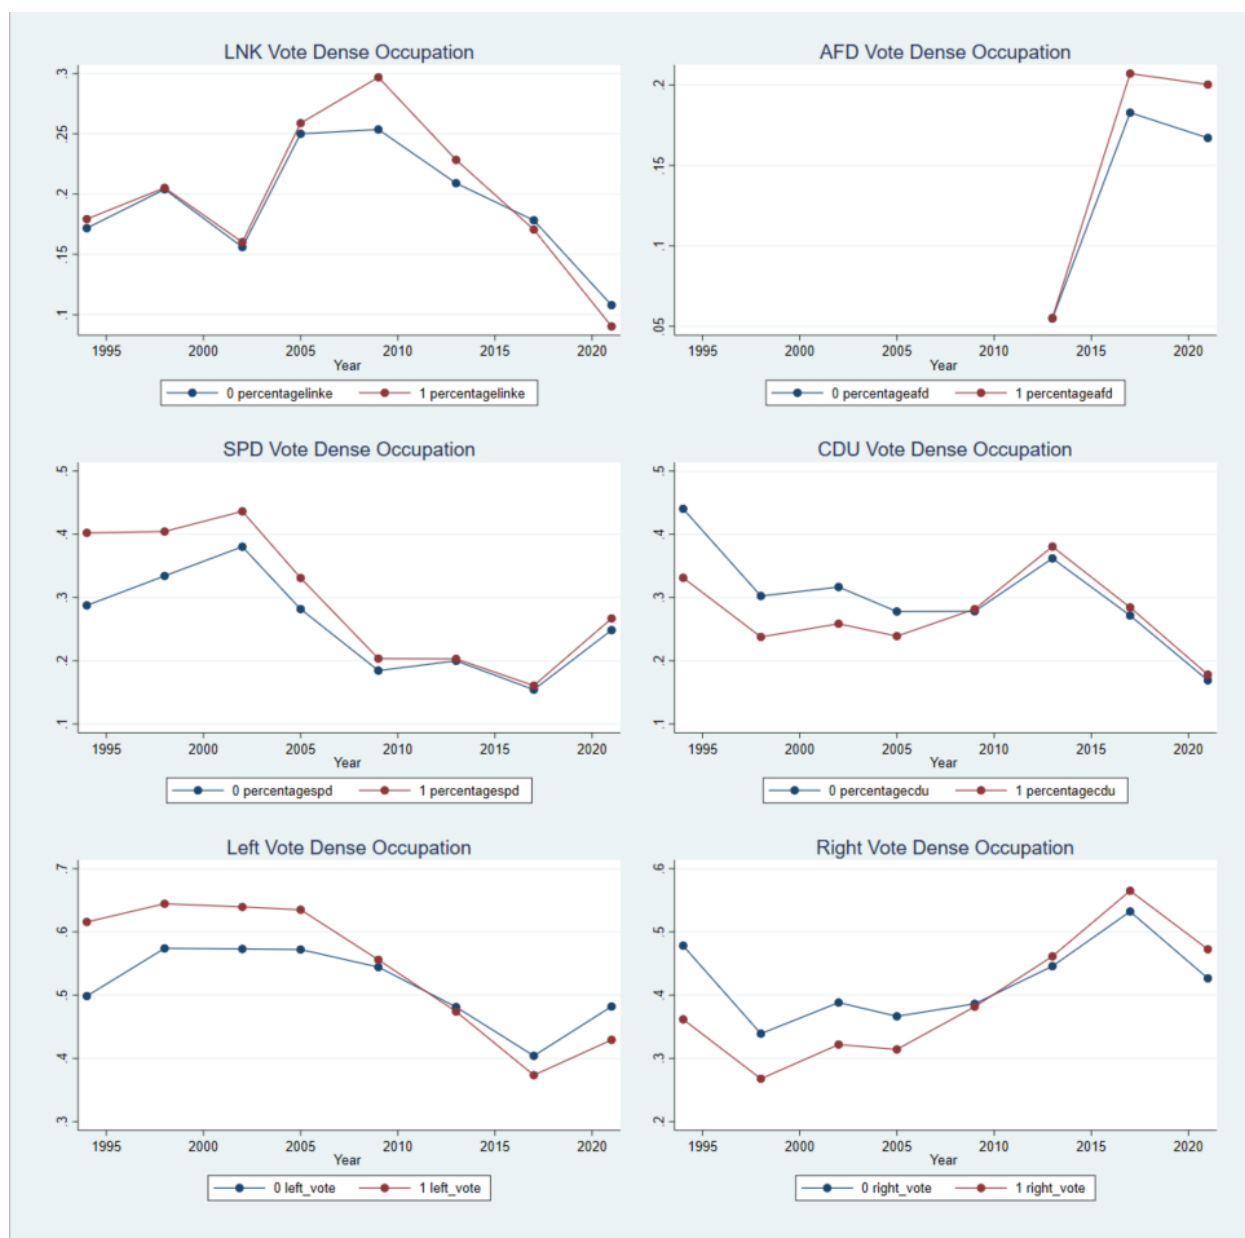 LNK Vote Dense Occupation
.3
.25
.2
.15
.1
1995 2000 2005 2010 2015 2020
Year
0 percentagelinke 1 percentagelinke
AFD Vote Dense Occupation
.2
.15
.1
.05
1995 2000 2005 2010 2015 2020
Year
0 percentageafd 1 percentageafd
SPD Vote Dense Occupation
.5
.4
.3
.2
.1
1995 2000 2005 2010 2015 2020
Year
0 percentagespd 1 percentagespd
CDU Vote Dense Occupation
.5
.4
.3
.2
.1
1995 2000 2005 2010 2015 2020
Year
0 percentagecdu 1 percentagecdu
Left Vote Dense Occupation
.7
.6
.5
.4
.3
1995 2000 2005 2010 2015 2020
Year
0 left_vote 1 left_vote
Right Vote Dense Occupation
.6
.5
.4
.3
.2
1995 2000 2005 2010 2015 2020
Year
0 right_vote 1 right_vote